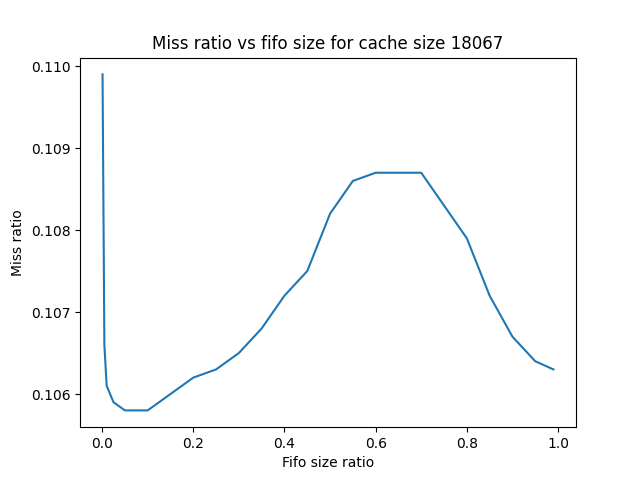 Miss ratio vs fifo size for cache size 18067
0.110
0.109
0.108
0.107
0.106
Miss ratio
0.0 0.2 0.4 0.6 0.8 1.0
Fifo size ratio